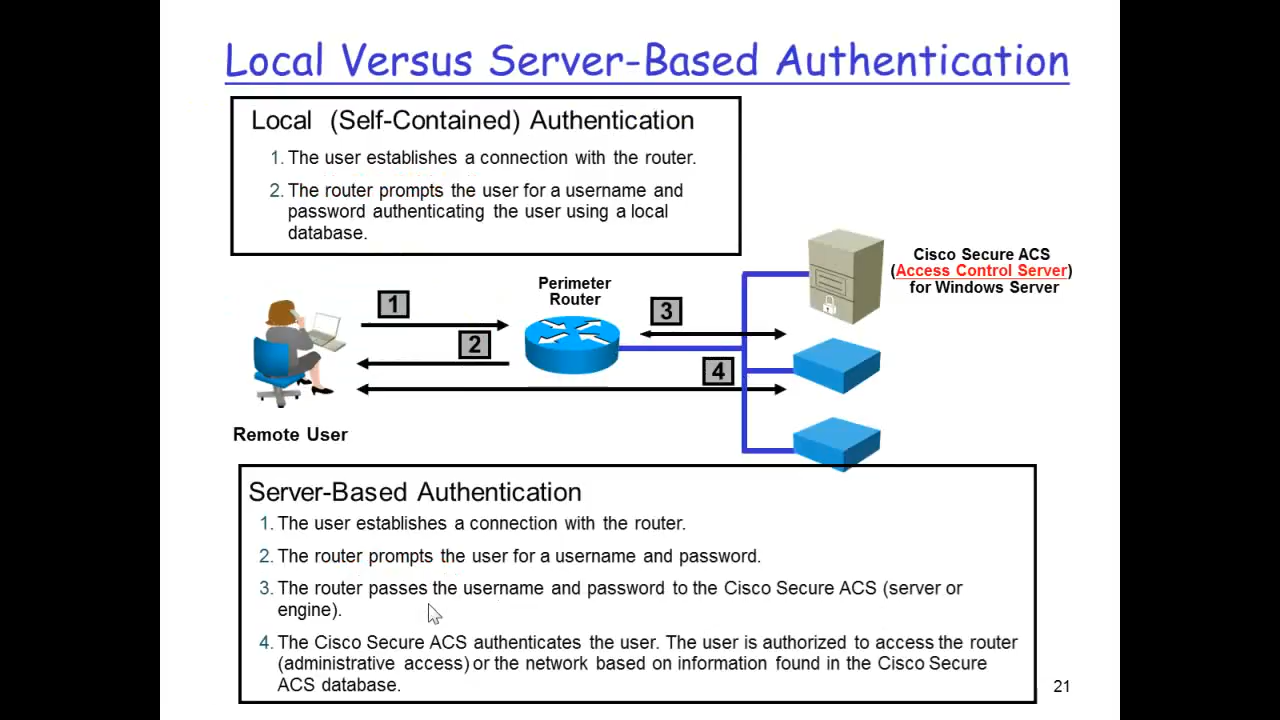 Local Versus Server-Based Authentication
Local (Self-Contained) Authentication
1. The user establishes a connection with the router.
2. The router prompts the user for a username and
password authenticating the user using a local
database.
Cisco Secure ACS
(Access Control Server)
for Windows Server
Perimeter
Router
1
2
3
4
Remote User
Server-Based Authentication
1. The user establishes a connection with the router.
2. The router prompts the user for a username and password.
3. The router passes the username and password to the Cisco Secure ACS (server or
engine).
4. The Cisco Secure ACS authenticates the user. The user is authorized to access the router
(administrative access) or the network based on information found in the Cisco Secure
ACS database.
21